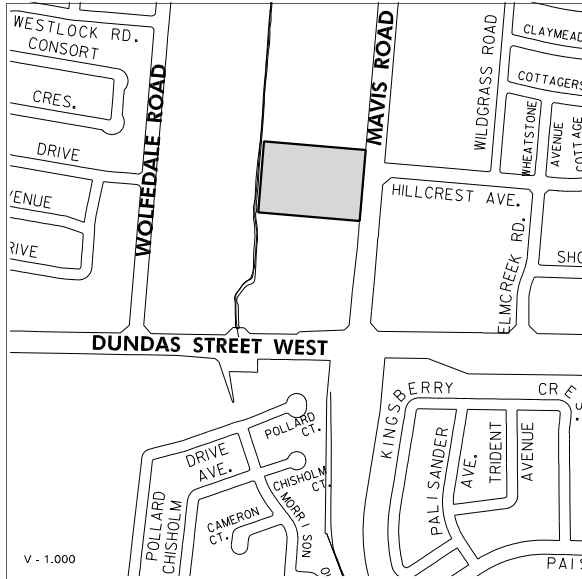 WESTLOCK RD.
CONSORT
CRES.
DRIVE
VENUE
RIVE
WOLFEDALE ROAD
MAVIS ROAD
WILDGRASS ROAD
CLAYMEAD
COTTAGERS
WHEATSTONE
AVENUE
COTTAGE
HILLCREST AVE.
ELMCREEK RD.
SHO
DUNDAS STREET WEST
KINGSBERRY CRES.
POLLARD
CT.
DRIVE
AVE.
CHISHOLM
CT.
POLLARD
CHISHOLM
CAMERON
CT.
MORRISON
PALISANDER
AVE.
TRIDENT
AVENUE
PAIS
V - 1.000